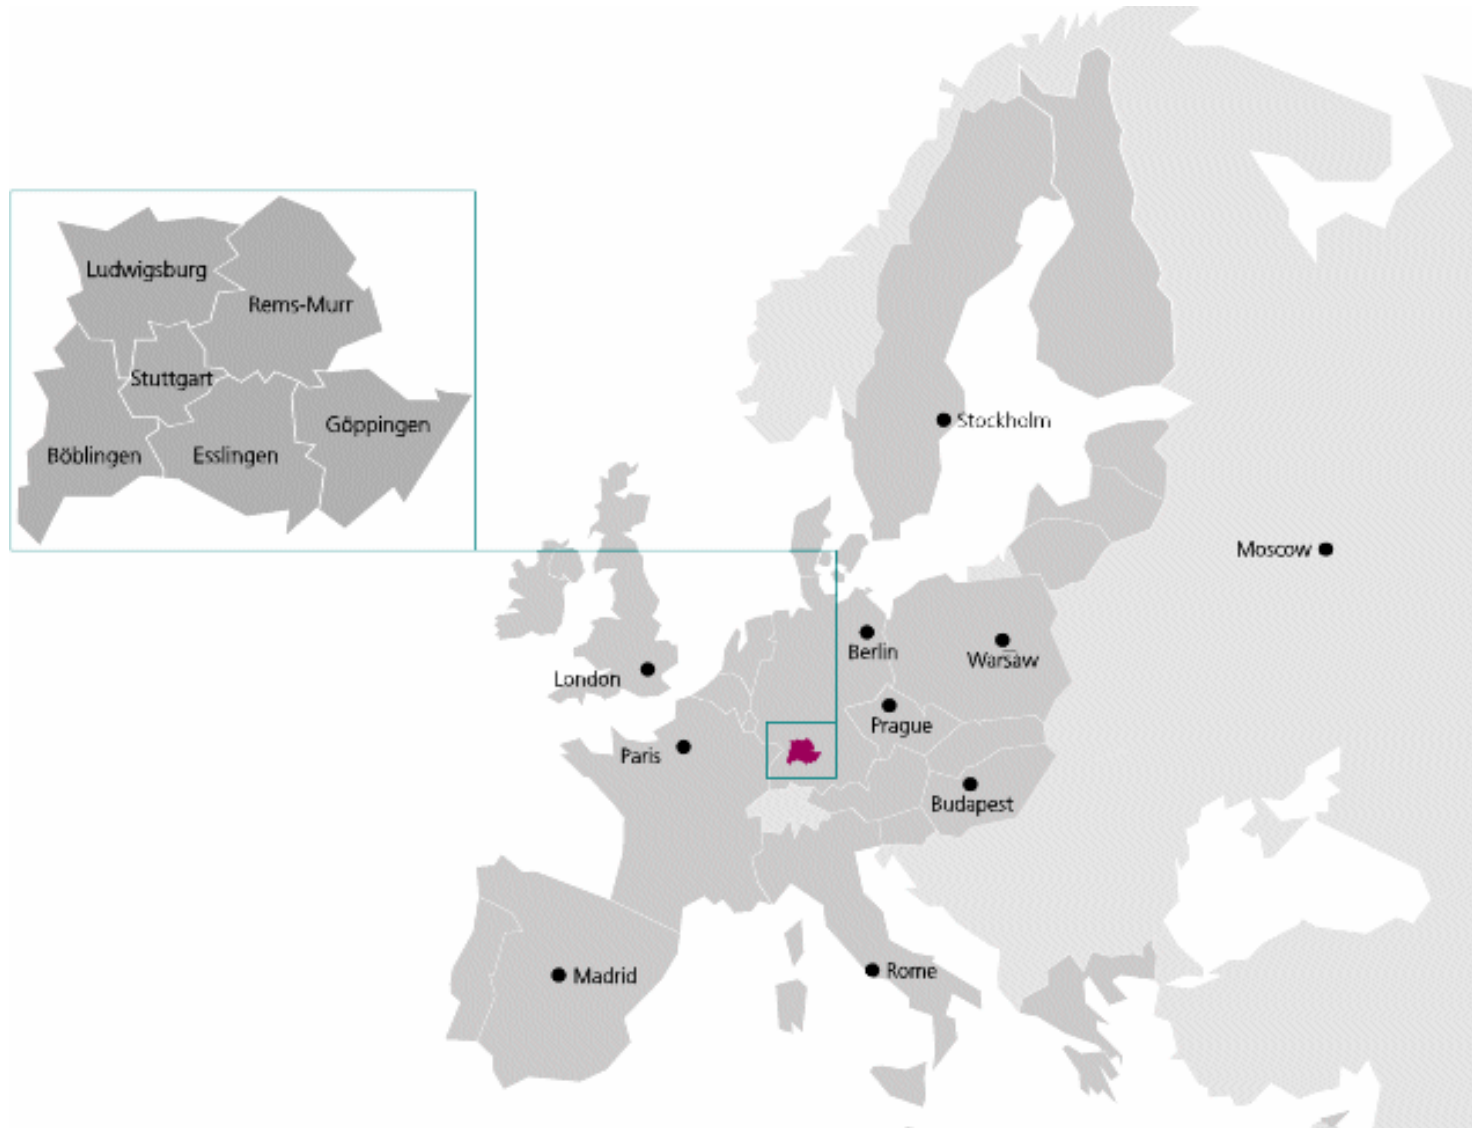 Ludwigsburg
Rems-Murr
Stuttgart
Göppingen
Böblingen
Esslingen
Stockholm
Moscow
Berlin
Warsaw
London
Prague
Paris
Budapest
Madrid
Rome